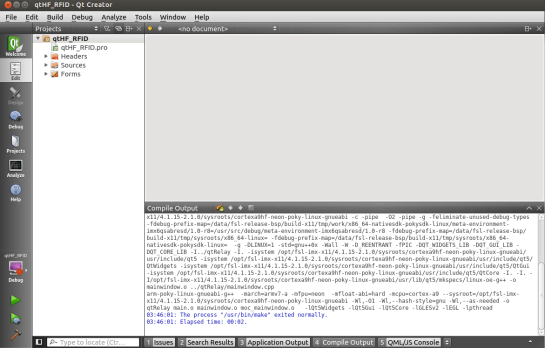 qtHF_RFID - Qt Creator
File Edit Build Debug Analyze Tools Window Help
Projects
<no document>
Welcome
Edit
Design
Debug
Projects
Analyze
Help
qtHF_RFID
Debug
qtHF_RFID
qtHF_RFID.pro
Headers
Sources
Forms
Compile Output
x11/4.1.15-2.1.0/sysroots/cortexa9hf-neon-poky-linux-gnueabi -c -pipe -O2 -pipe -g -feliminate-unused-debug-types
-fdebug-prefix-map=/data/fsl-release-bsp/build-x11/tmp/work/x86_64-nativesdk-pokysdk-linux/meta-environment-
imx6qsabresd/1.0-r8=/usr/src/debug/meta-environment-imx6qsabresd/1.0-r8 -fdebug-prefix-map=/data/fsl-release-bsp/
build-x11/tmp/sysroots/x86_64-linux= -fdebug-prefix-map=/data/fsl-release-bsp/build-x11/tmp/sysroots/x86_64-
nativesdk-pokysdk-linux= -g -DLINUX=1 -std=gnu++0x -Wall -W -D_REENTRANT -fPIC -DQT_WIDGETS_LIB -DQT_GUI_LIB -
DQT_CORE_LIB -I../qtRelay -I. -isystem /opt/fsl-imx-x11/4.1.15-2.1.0/sysroots/cortexa9hf-neon-poky-linux-gnueabi/
usr/include/qt5 -isystem /opt/fsl-imx-x11/4.1.15-2.1.0/sysroots/cortexa9hf-neon-poky-linux-gnueabi/usr/include/qt5/
QtWidgets -isystem /opt/fsl-imx-x11/4.1.15-2.1.0/sysroots/cortexa9hf-neon-poky-linux-gnueabi/usr/include/qt5/QtGui
-isystem /opt/fsl-imx-x11/4.1.15-2.1.0/sysroots/cortexa9hf-neon-poky-linux-gnueabi/usr/include/qt5/QtCore -I. -I. -
I/opt/fsl-imx-x11/4.1.15-2.1.0/sysroots/cortexa9hf-neon-poky-linux-gnueabi/usr/lib/qt5/mkspecs/linux-oe-g++ -o
mainwindow.o ../qtRelay/mainwindow.cpp
arm-poky-linux-gnueabi-g++ -march=armv7-a -mfpu=neon -mfloat-abi=hard -mcpu=cortex-a9 --sysroot=/opt/fsl-imx-
x11/4.1.15-2.1.0/sysroots/cortexa9hf-neon-poky-linux-gnueabi -Wl,-O1 -Wl,--hash-style=gnu -Wl,--as-needed -o
qtRelay main.o mainwindow.o moc_mainwindow.o -lQt5Widgets -lQt5Gui -lQt5Core -lGLESv2 -lEGL -lpthread
03:46:01: The process "/usr/bin/make" exited normally.
03:46:01: Elapsed time: 00:02.
Type to locate (Ctr...
1 Issues 2 Search Results 3 Application Output 4 Compile Output 5 QML/JS Console